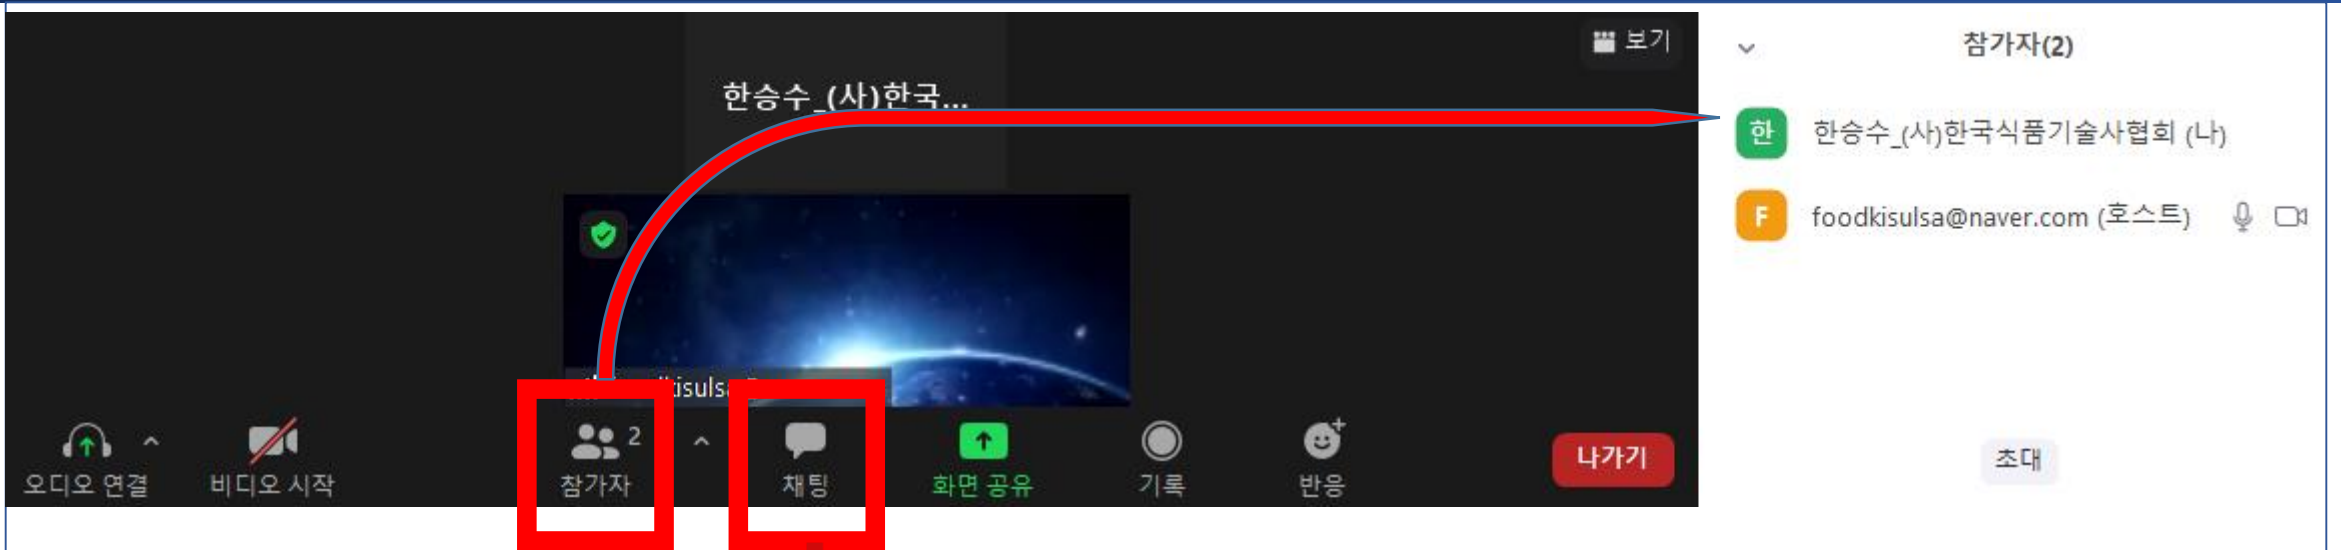 보기
한승수_(사)한국...
오디오 연결
비디오 시작
2
참가자
채팅
화면 공유
기록
반응
나가기
참가자(2)
한 한승수_(사)한국식품기술사협회 (나)
F foodkisulsa@naver.com (호스트)
초대